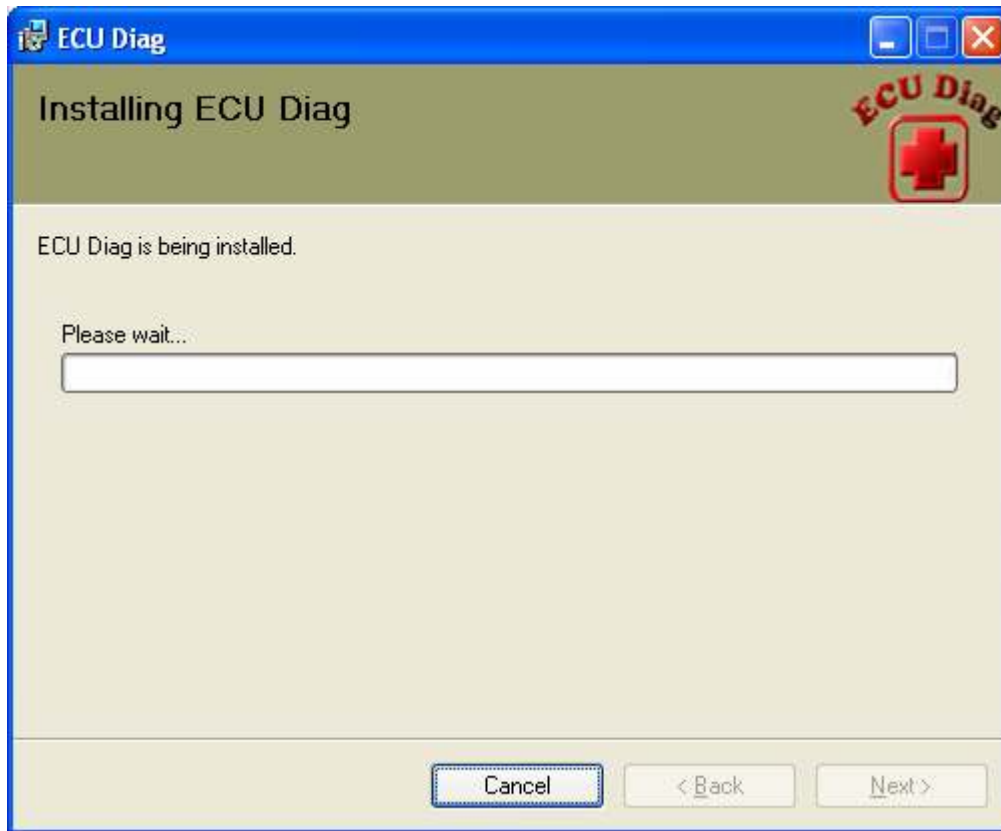 ECU Diag
Installing ECU Diag
ECU Diag
ECU Diag is being installed.
Please wait...
Cancel
< Back
Next >